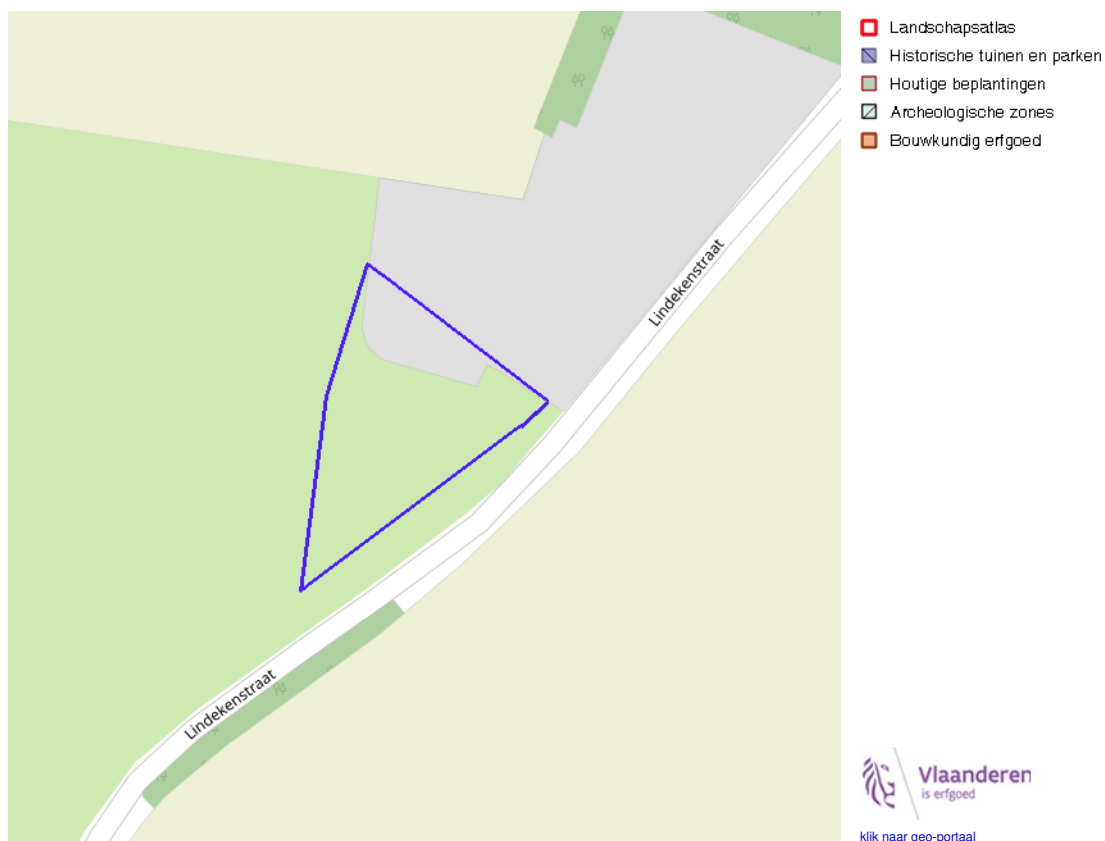 Landschapsatlas
Historische tuinen en parken
Houtige beplantingen
Archeologische zones
Bouwkundig erfgoed
Lindekenstraat
Lindekenstraat
Vlaanderen
is erfgoed
klik naar geo-portaal